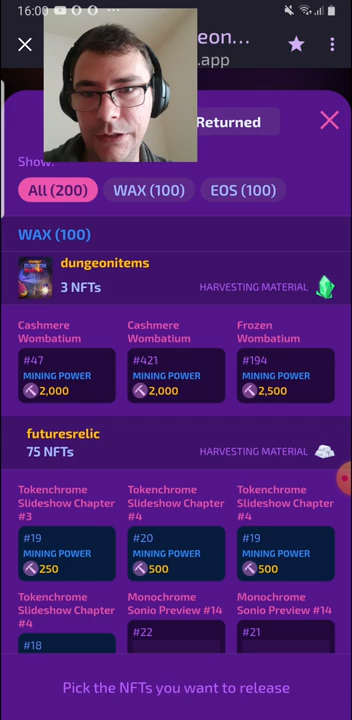 16:00
eon...
.app
Returned
Show:
All (200)
WAX (100)
EOS (100)
WAX (100)
dungeonitems
3 NFTs
HARVESTING MATERIAL
Cashmere Wombatium
#47
MINING POWER
2,000
Cashmere Wombatium
#421
MINING POWER
2,000
Frozen Wombatium
#194
MINING POWER
2,500
futuresrelic
75 NFTs
HARVESTING MATERIAL
Tokenchrome
Slideshow Chapter
#3
#19
MINING POWER
250
Tokenchrome
Slideshow Chapter
#4
#20
MINING POWER
500
Tokenchrome
Slideshow Chapter
#4
#19
MINING POWER
500
Tokenchrome
Slideshow Chapter
#4
#18
Monochrome
Sonio Preview #14
#22
Monochrome
Sonio Preview #14
#21
Pick the NFTs you want to release